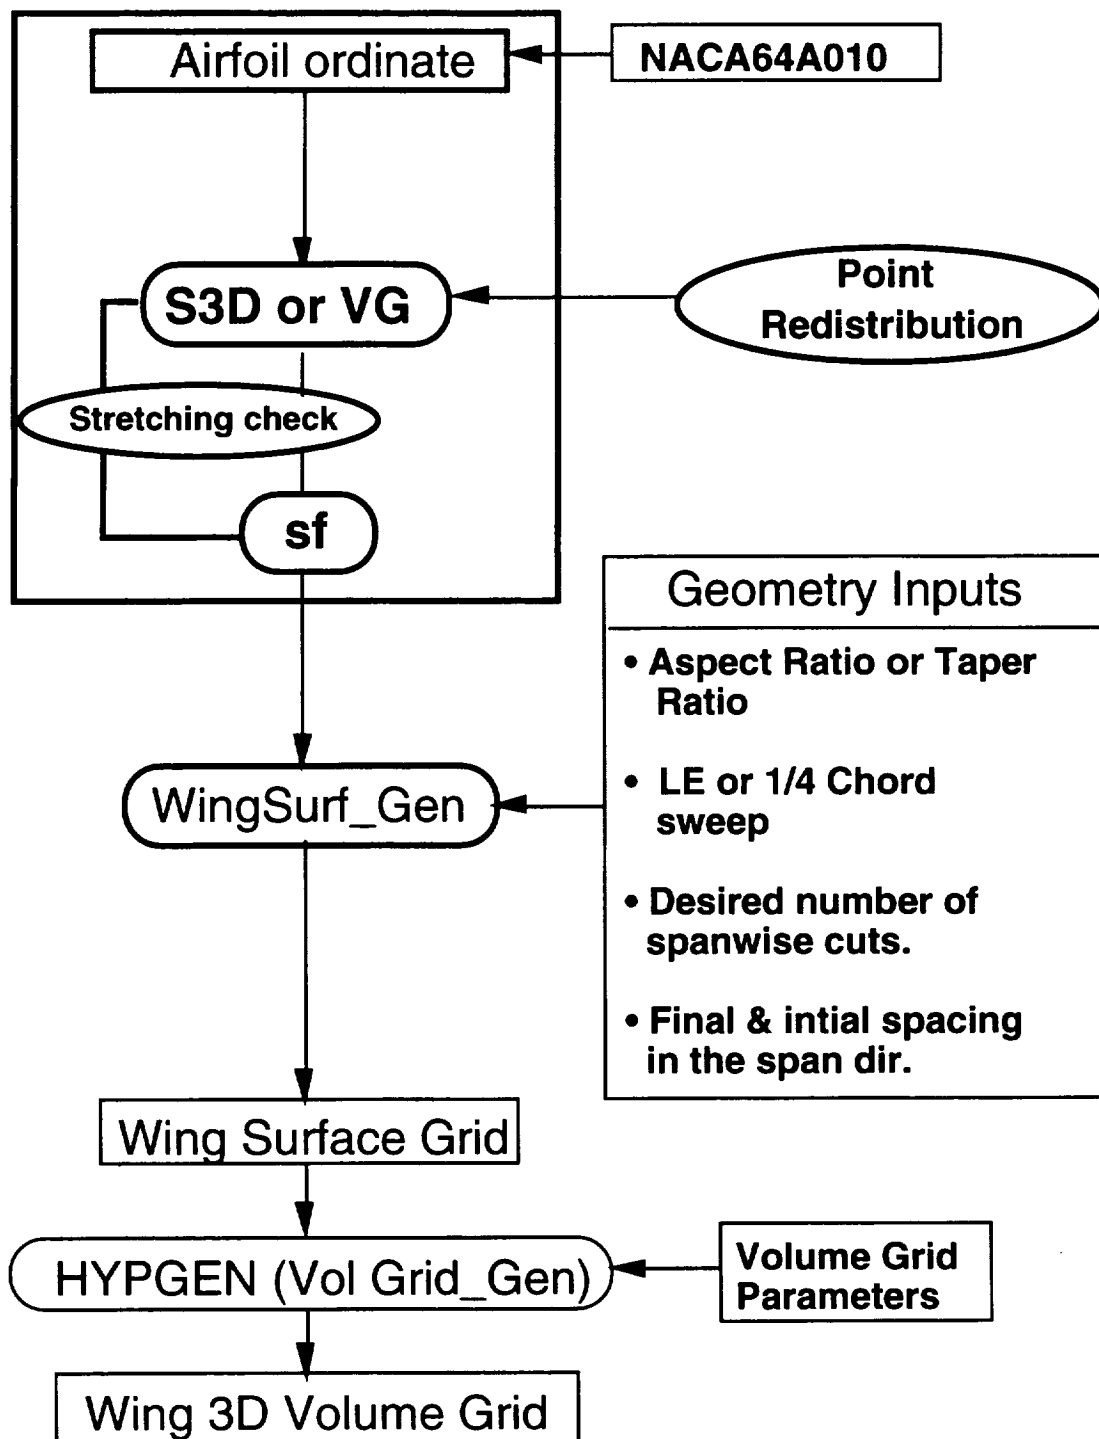 Airfoil ordinate
NACA64A010
S3D or VG
Point
Redistribution
Stretching check
sf
Geometry Inputs
• Aspect Ratio or Taper
Ratio
• LE or 1/4 Chord
sweep
• Desired number of
spanwise cuts.
• Final & intial spacing
in the span dir.
WingSurf_Gen
Wing Surface Grid
HYPGEN (Vol Grid_Gen)
Volume Grid
Parameters
Wing 3D Volume Grid